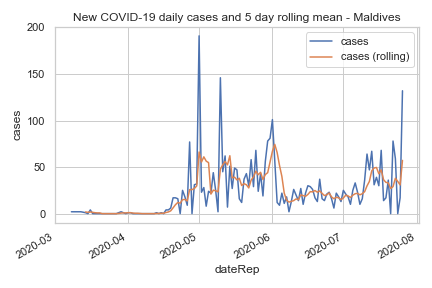 New COVID-19 daily cases and 5 day rolling mean - Maldives
cases
cases (rolling)
200
150
100
50
0
cases
2020-03
2020-04
2020-05
2020-06
2020-07
2020-08
dateRep